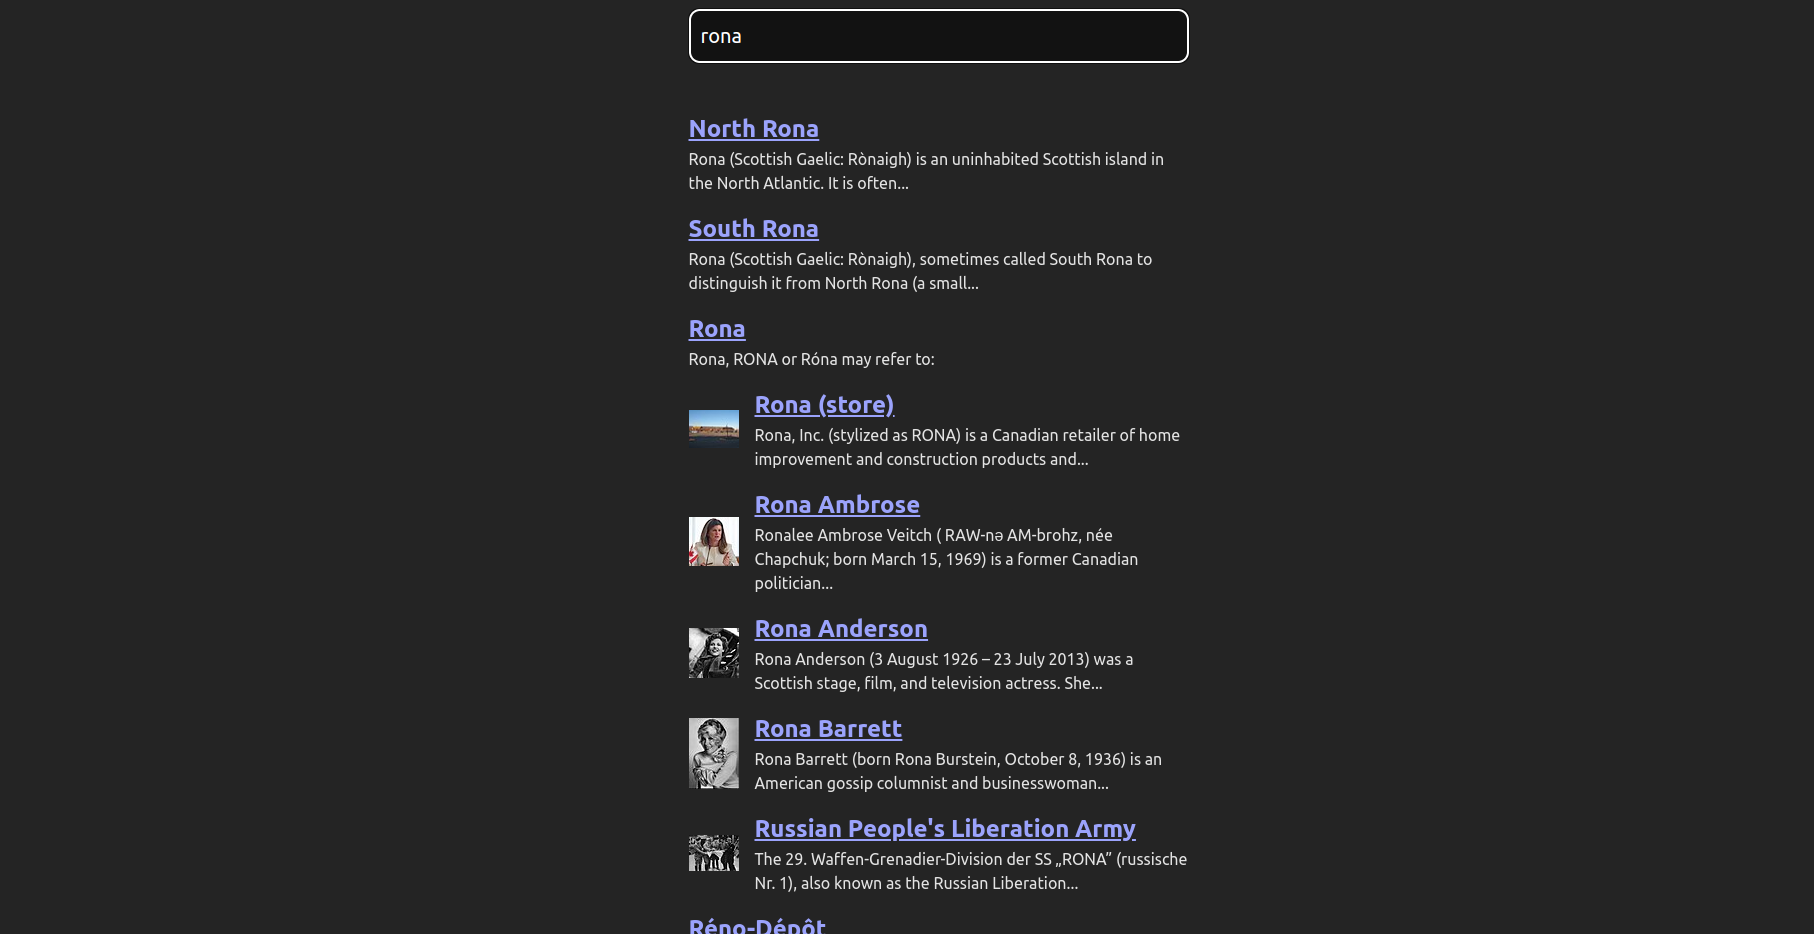 rona
North Rona
Rona (Scottish Gaelic: Rònaigh) is an uninhabited Scottish island in
the North Atlantic. It is often...
South Rona
Rona (Scottish Gaelic: Rònaigh), sometimes called South Rona to
distinguish it from North Rona (a small...
Rona
Rona, RONA or Róna may refer to:
Rona (store)
Rona, Inc. (stylized as RONA) is a Canadian retailer of home
improvement and construction products and...
Rona Ambrose
Ronalee Ambrose Veitch ( RAW-nə AM-brohz, née
Chapchuk; born March 15, 1969) is a former Canadian
politician...
Rona Anderson
Rona Anderson (3 August 1926 – 23 July 2013) was a
Scottish stage, film, and television actress. She...
Rona Barrett
Rona Barrett (born Rona Burstein, October 8, 1936) is an
American gossip columnist and businesswoman...
Russian People's Liberation Army
The 29. Waffen-Grenadier-Division der SS „RONA” (russische
Nr. 1), also known as the Russian Liberation...
Réno-Dépôt